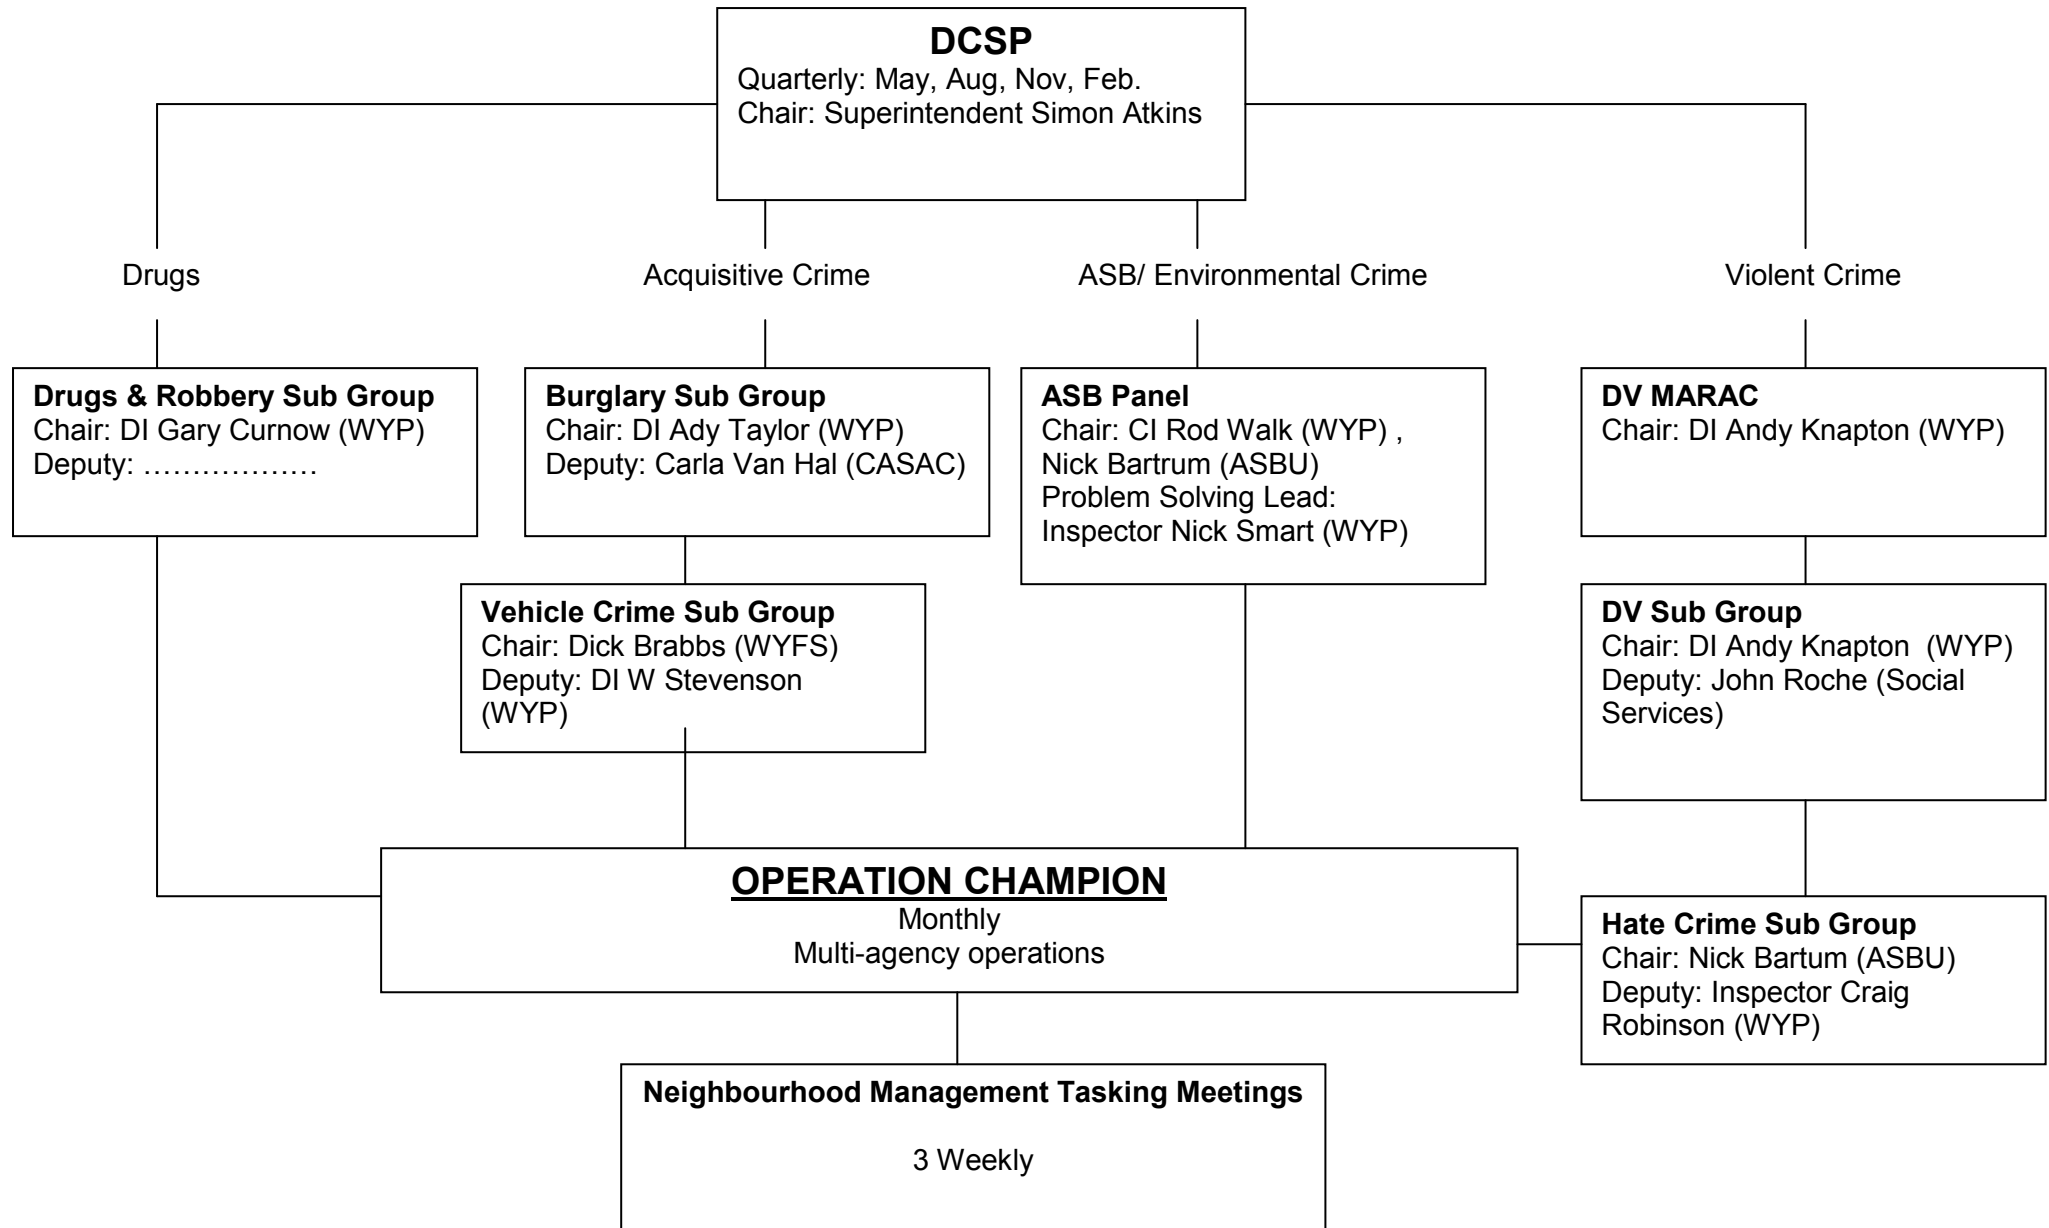 DCSP
Quarterly: May, Aug, Nov, Feb.
Chair: Superintendent Simon Atkins
Drugs
Acquisitive Crime
ASB/ Environmental Crime
Violent Crime
Drugs & Robbery Sub Group
Chair: DI Gary Curnow (WYP)
Deputy: ………………
Burglary Sub Group
Chair: DI Ady Taylor (WYP)
Deputy: Carla Van Hal (CASAC)
ASB Panel
Chair: CI Rod Walk (WYP) ,
Nick Bartrum (ASBU)
Problem Solving Lead:
Inspector Nick Smart (WYP)
DV MARAC
Chair: DI Andy Knapton (WYP)
Vehicle Crime Sub Group
Chair: Dick Brabbs (WYFS)
Deputy: DI W Stevenson
(WYP)
DV Sub Group
Chair: DI Andy Knapton  (WYP)
Deputy: John Roche (Social
Services)
OPERATION CHAMPION
Monthly
Multi-agency operations
Hate Crime Sub Group
Chair: Nick Bartum (ASBU)
Deputy: Inspector Craig
Robinson (WYP)
Neighbourhood Management Tasking Meetings
3 Weekly